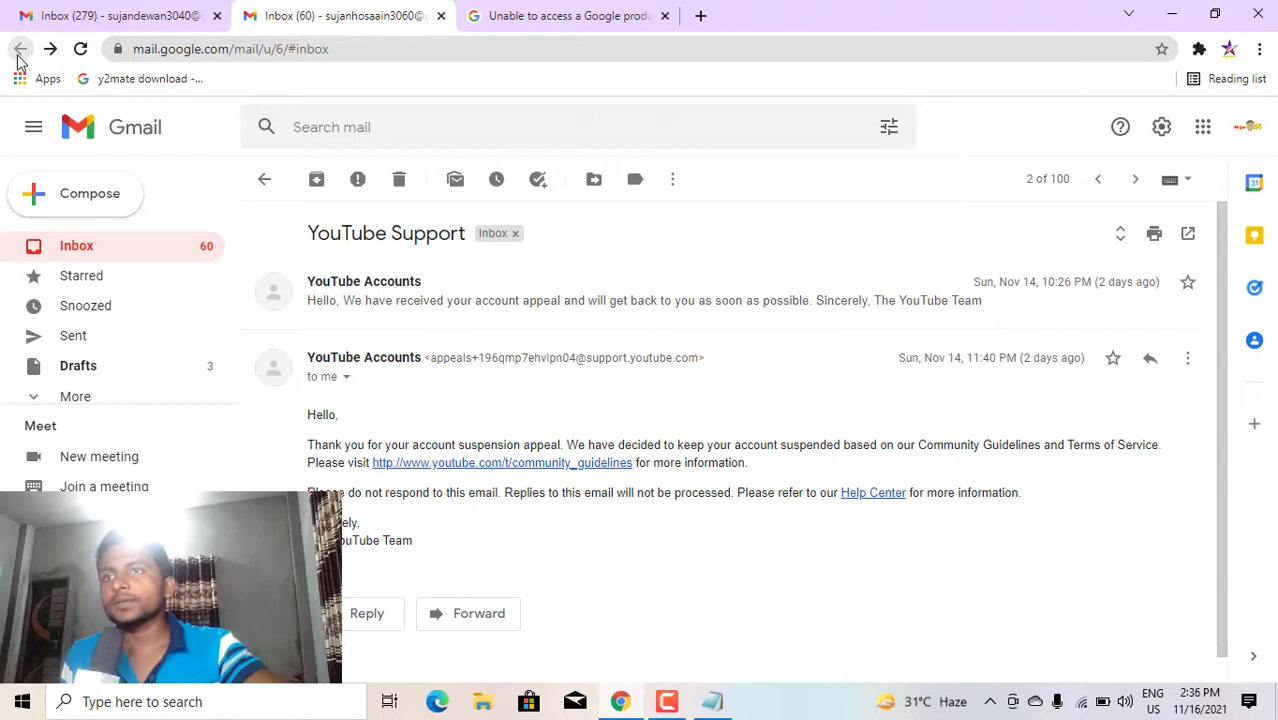 Inbox (279) - sujandewan3040@
Inbox (60) - sujanhosaain3060@
Unable to access a Google produ
mail.google.com/mail/u/6/#inbox
Apps
y2mate download -...
Reading list
Gmail
Search mail
Compose
2 of 100
YouTube Support
Inbox x
Inbox 60
Starred
Snoozed
Sent
Drafts 3
More
Meet
New meeting
Join a meeting
YouTube Accounts
Sun, Nov 14, 10:26 PM (2 days ago)
Hello, We have received your account appeal and will get back to you as soon as possible. Sincerely, The YouTube Team
YouTube Accounts <appeals+196qmp7ehvlpn04@support.youtube.com>
Sun, Nov 14, 11:40 PM (2 days ago)
to me
Hello,
Thank you for your account suspension appeal. We have decided to keep your account suspended based on our Community Guidelines and Terms of Service.
Please visit http://www.youtube.com/t/community_guidelines for more information.
do not respond to this email. Replies to this email will not be processed. Please refer to our Help Center for more information.
ely,
ouTube Team
Reply
Forward
Type here to search
31°C Haze
ENG
US
2:36 PM
11/16/2021